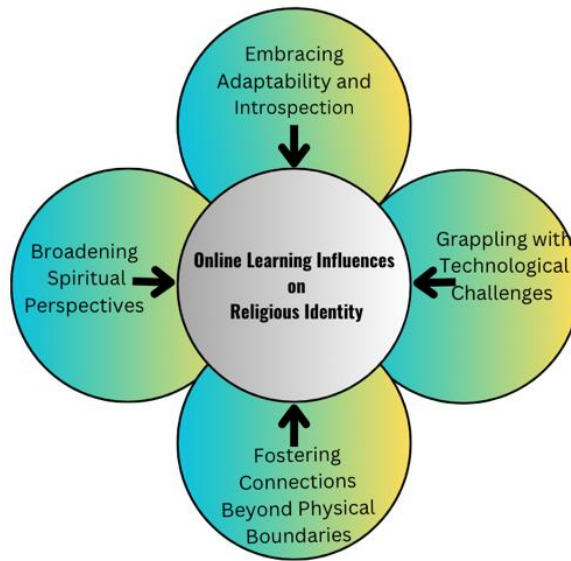 Embracing
Adaptability and
Introspection
Broadening
Spiritual
Perspectives
Online Learning Influences
on
Religious Identity
Grappling with
Technological
Challenges
Fostering
Connections
Beyond Physical
Boundaries